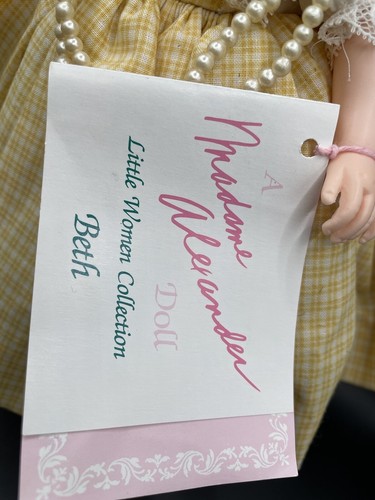 A
Madame
Alexander
Doll
Little Women Collection
Beth